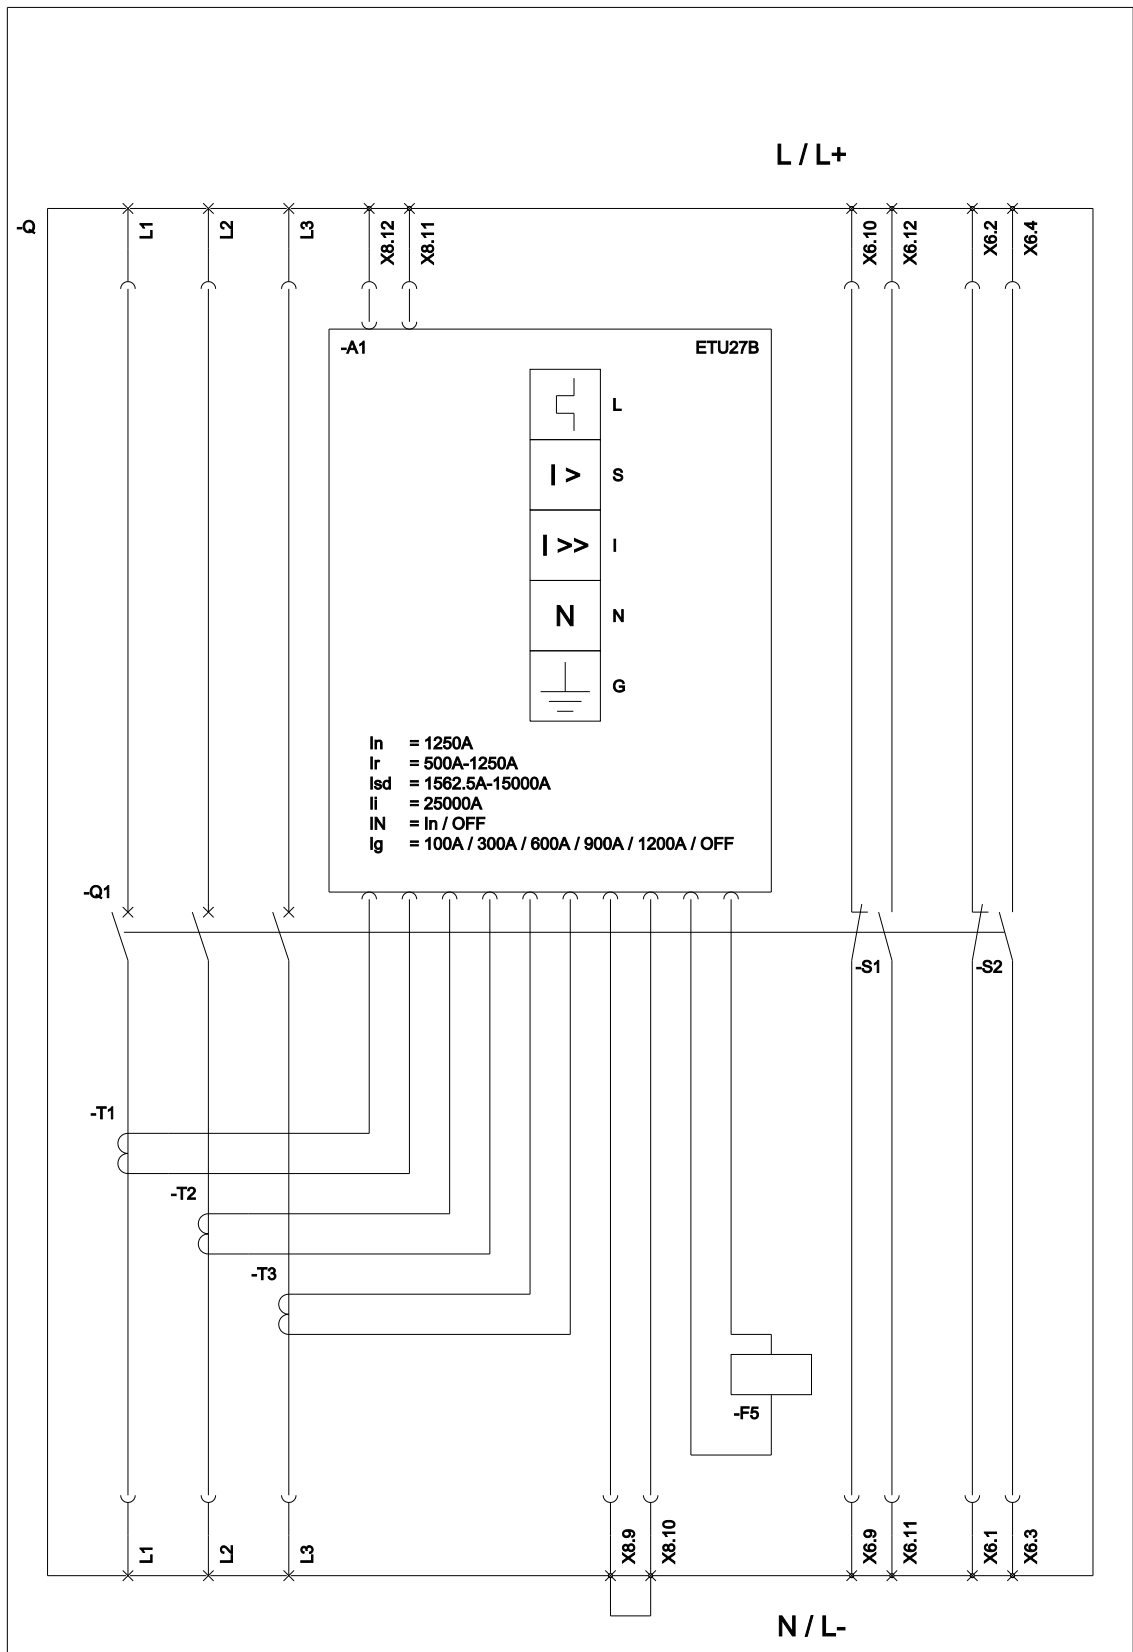 L / L+
-Q
L1
L2
L3
X8.12
X8.11
X6.10
X6.12
X6.2
X6.4
-A1
ETU27B
L
I >
S
I >>
I
N
N
G
In = 1250A
Ir = 500A-1250A
Isd = 1562.5A-15000A
Ii = 25000A
IN = In / OFF
Ig = 100A / 300A / 600A / 900A / 1200A / OFF
-Q1
-S1
-S2
-T1
-T2
-T3
-F5
L1
L2
L3
X8.9
X8.10
X6.9
X6.11
X6.1
X6.3
N / L-